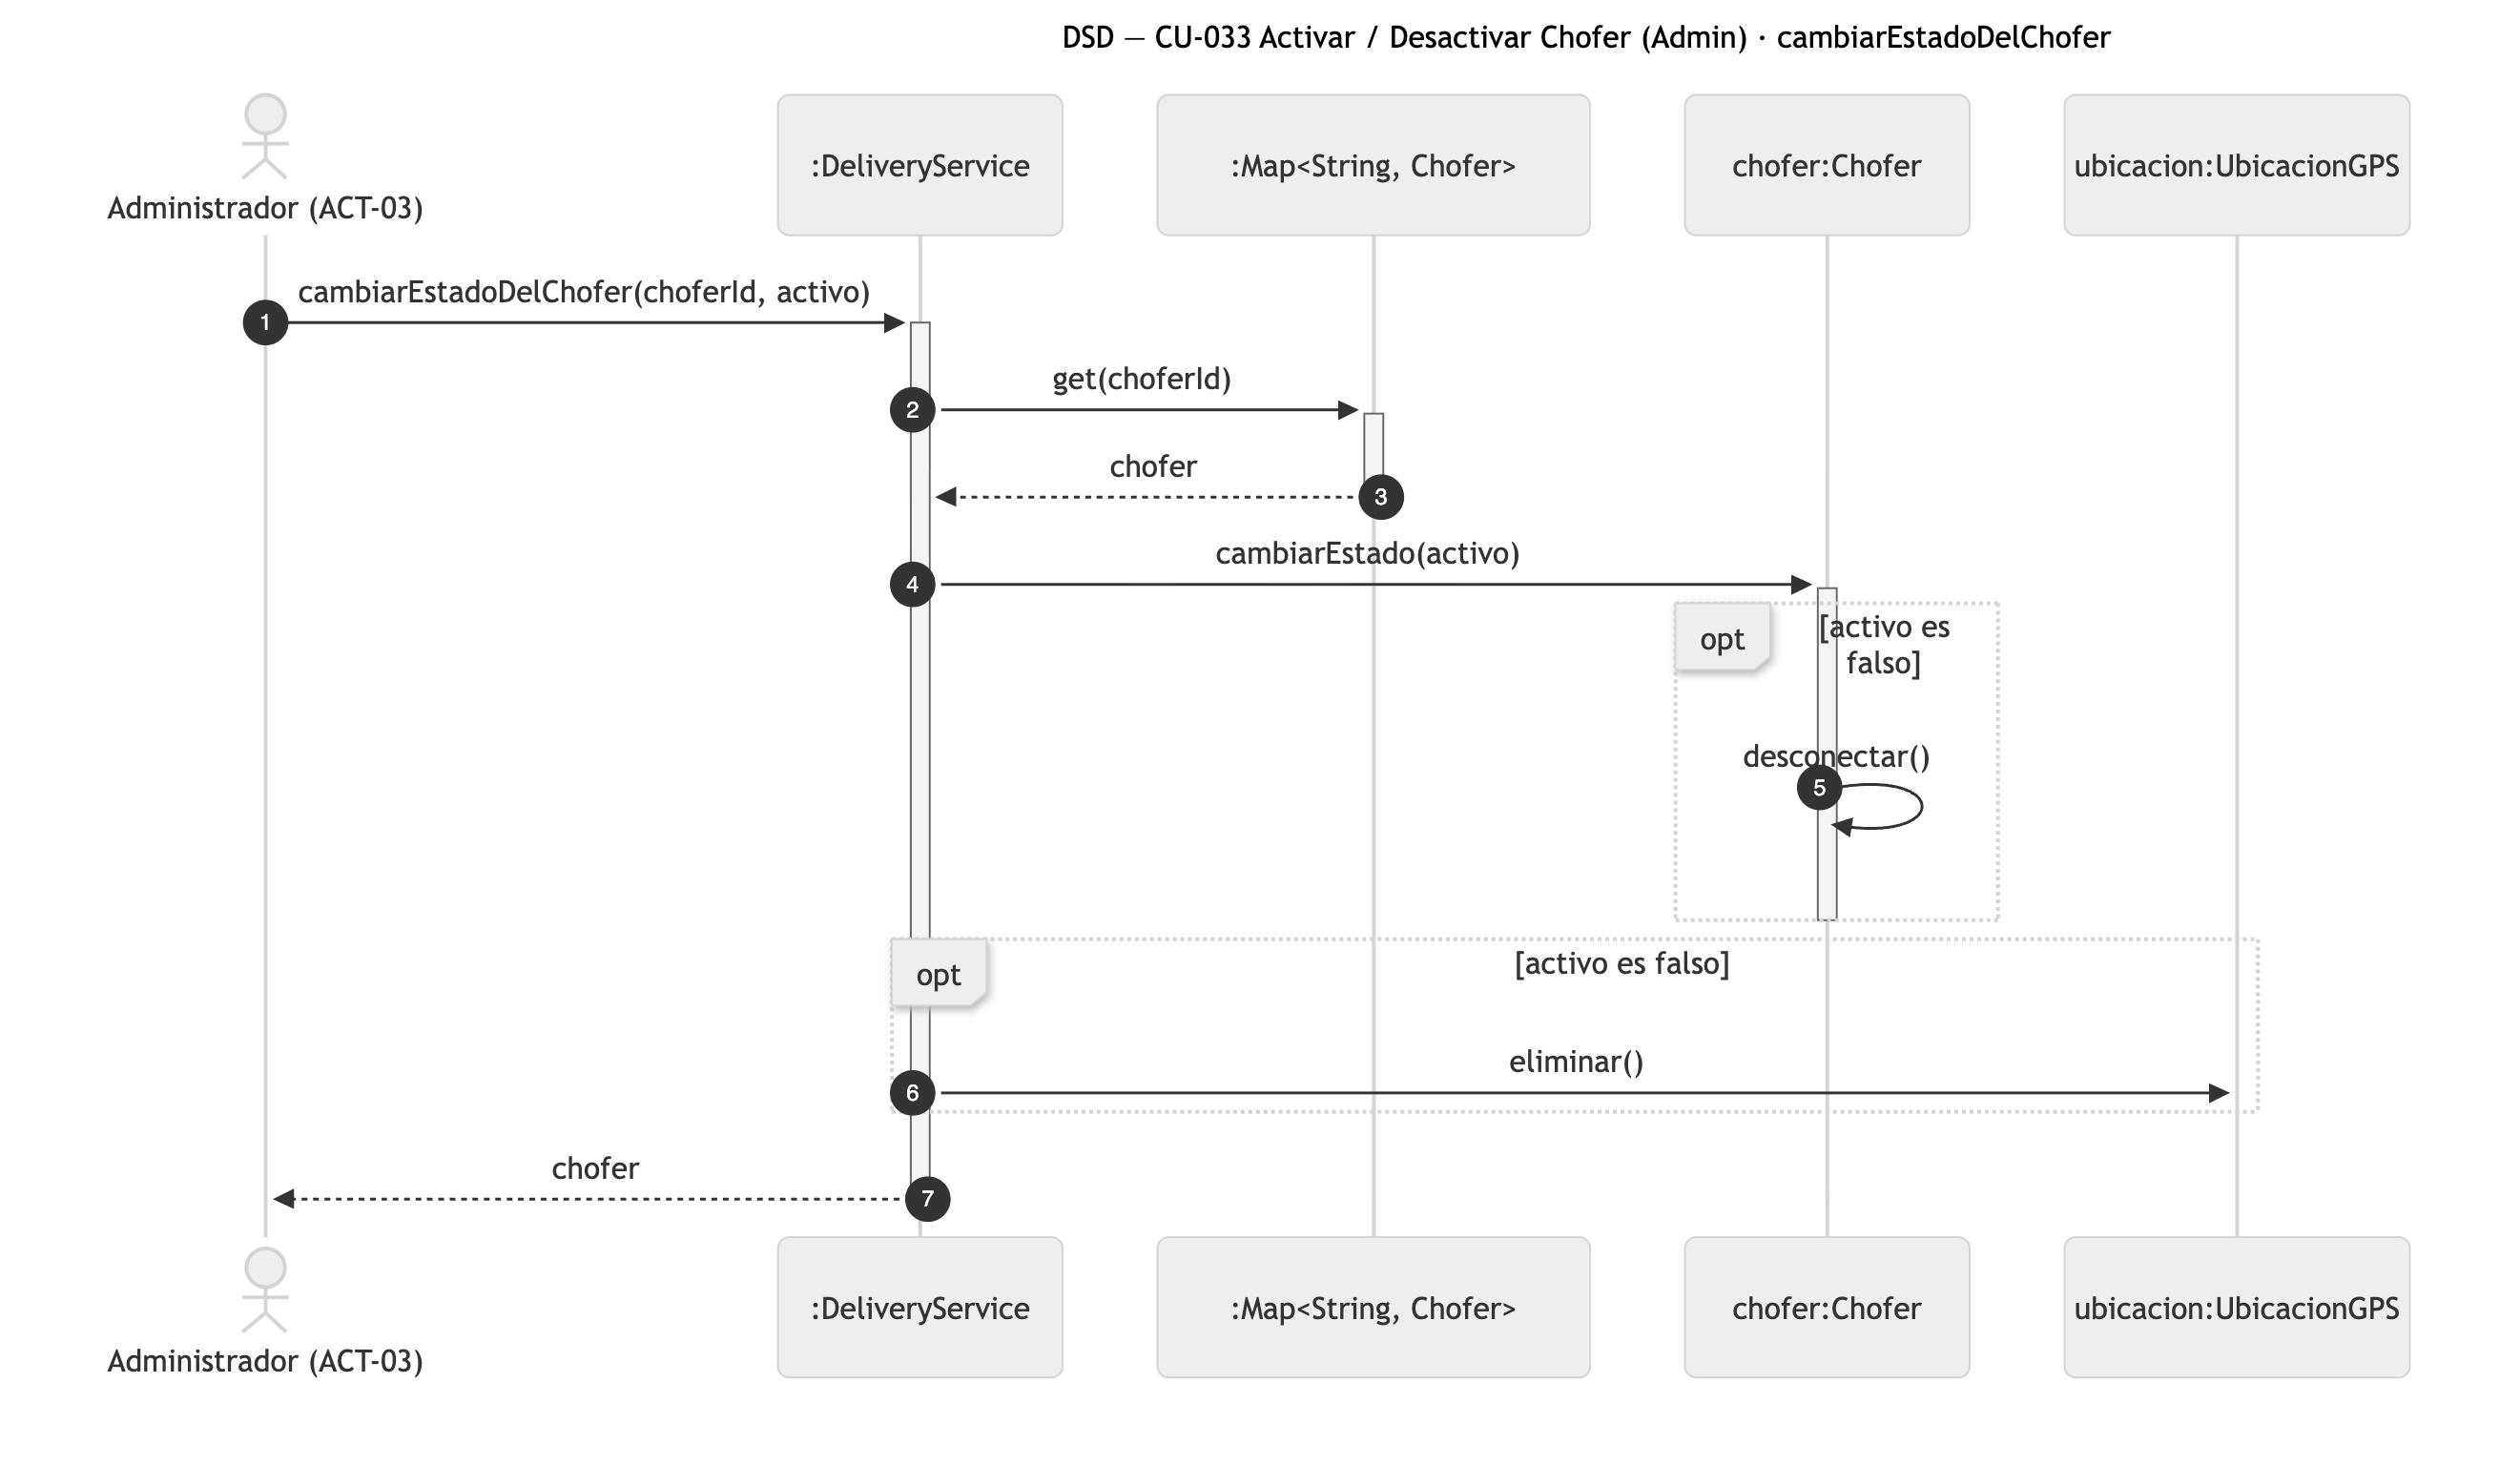 DSD — CU-033 Activar / Desactivar Chofer (Admin) · cambiarEstadoDelChofer
Administrador (ACT-03)
:DeliveryService
:Map<String, Chofer>
chofer:Chofer
ubicacion:UbicacionGPS
cambiarEstadoDelChofer(choferId, activo)
1
get(choferId)
2
chofer
3
cambiarEstado(activo)
4
opt
[activo es
falso]
desconectar()
5
opt
[activo es falso]
eliminar()
6
chofer
7
:DeliveryService
:Map<String, Chofer>
chofer:Chofer
ubicacion:UbicacionGPS
Administrador (ACT-03)